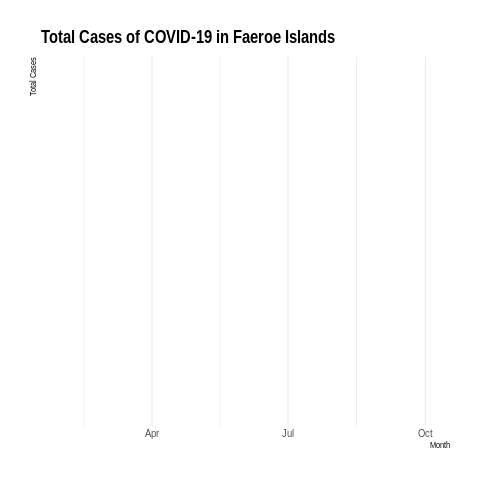 Total Cases of COVID-19 in Faeroe Islands
Total Cases
Apr Jul Oct
Month